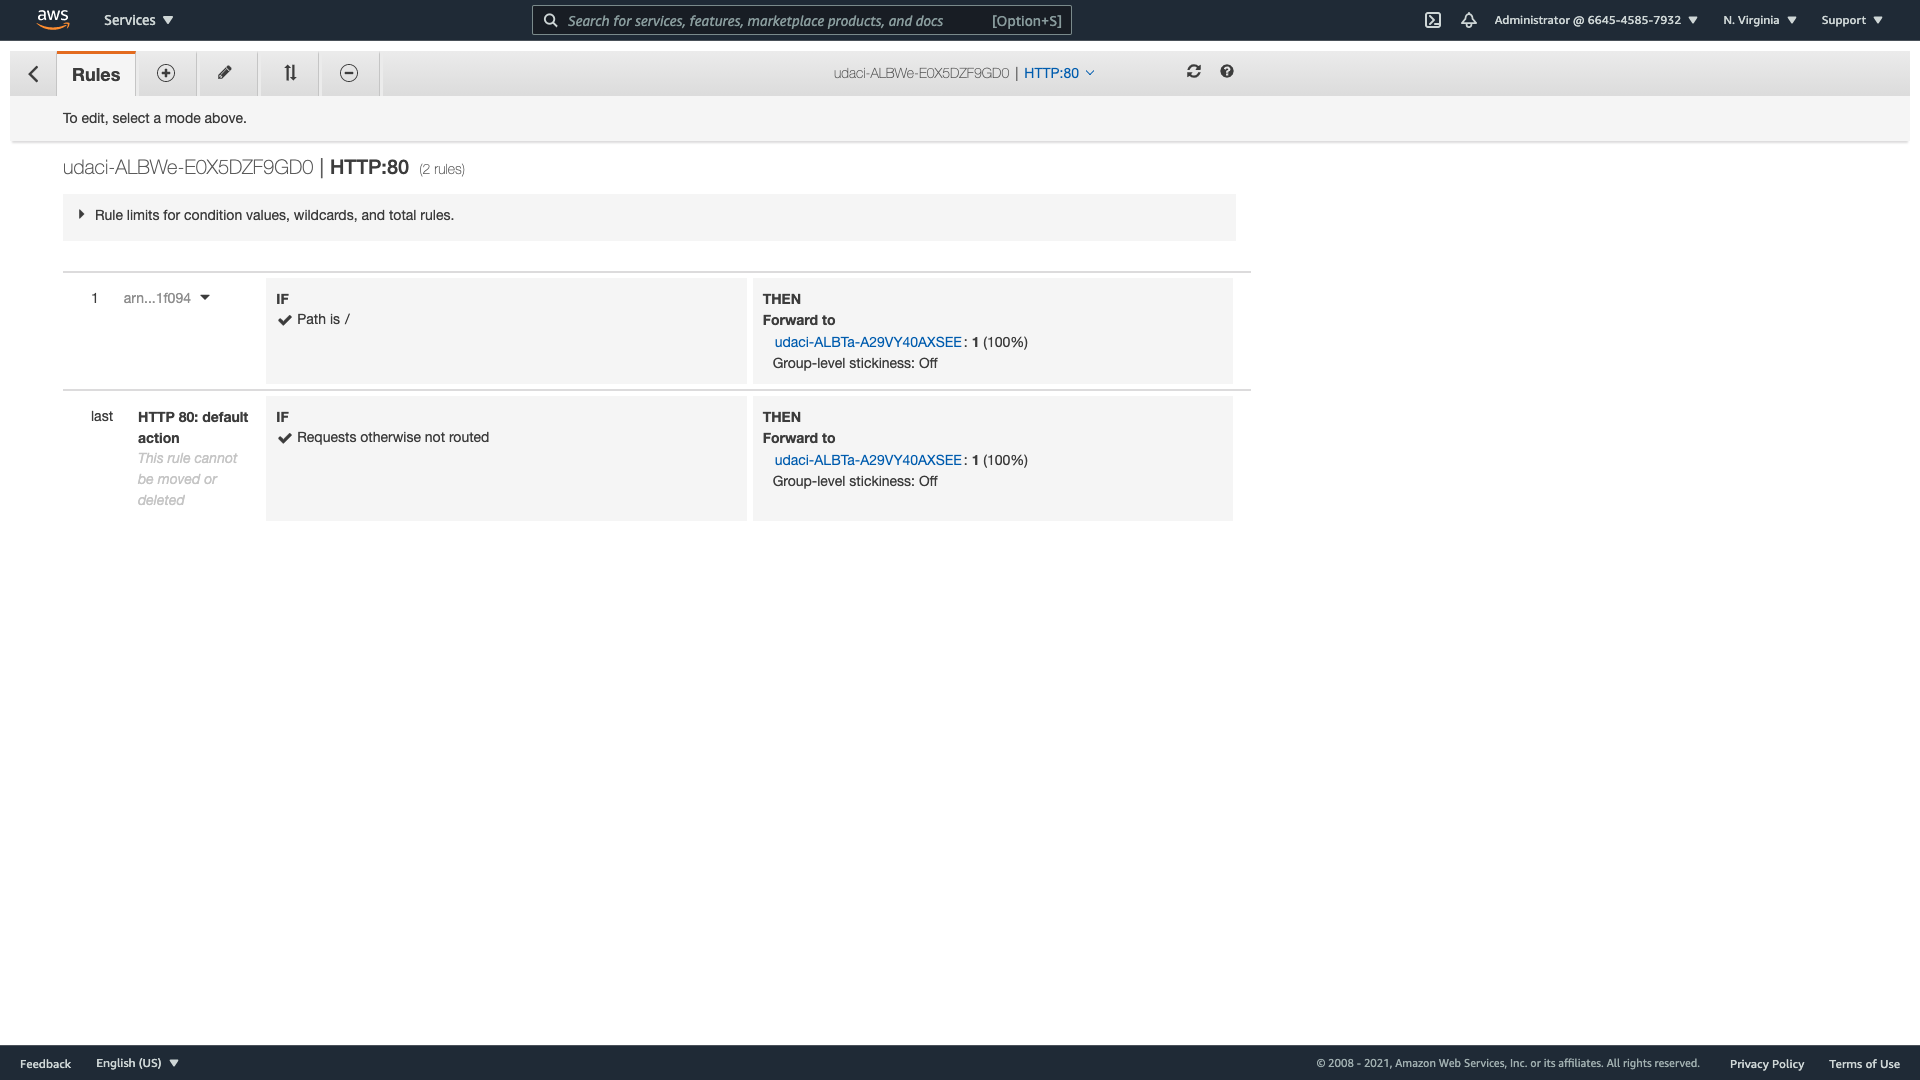 aws
Services
Search for services, features, marketplace products, and docs [Option+S]
Administrator @ 6645-4585-7932
N. Virginia
Support
Rules
udaci-ALBWe-E0X5DZF9GD0 | HTTP:80
To edit, select a mode above.
udaci-ALBWe-E0X5DZF9GD0 | HTTP:80 (2 rules)
Rule limits for condition values, wildcards, and total rules.
1 arn...1f094
IF
Path is /
THEN
Forward to
udaci-ALBTa-A29VY40AXSEE: 1 (100%)
Group-level stickiness: Off
last
HTTP 80: default
action
This rule cannot
be moved or
deleted
IF
Requests otherwise not routed
THEN
Forward to
udaci-ALBTa-A29VY40AXSEE: 1 (100%)
Group-level stickiness: Off
Feedback
English (US)
© 2008 - 2021, Amazon Web Services, Inc. or its affiliates. All rights reserved.
Privacy Policy
Terms of Use